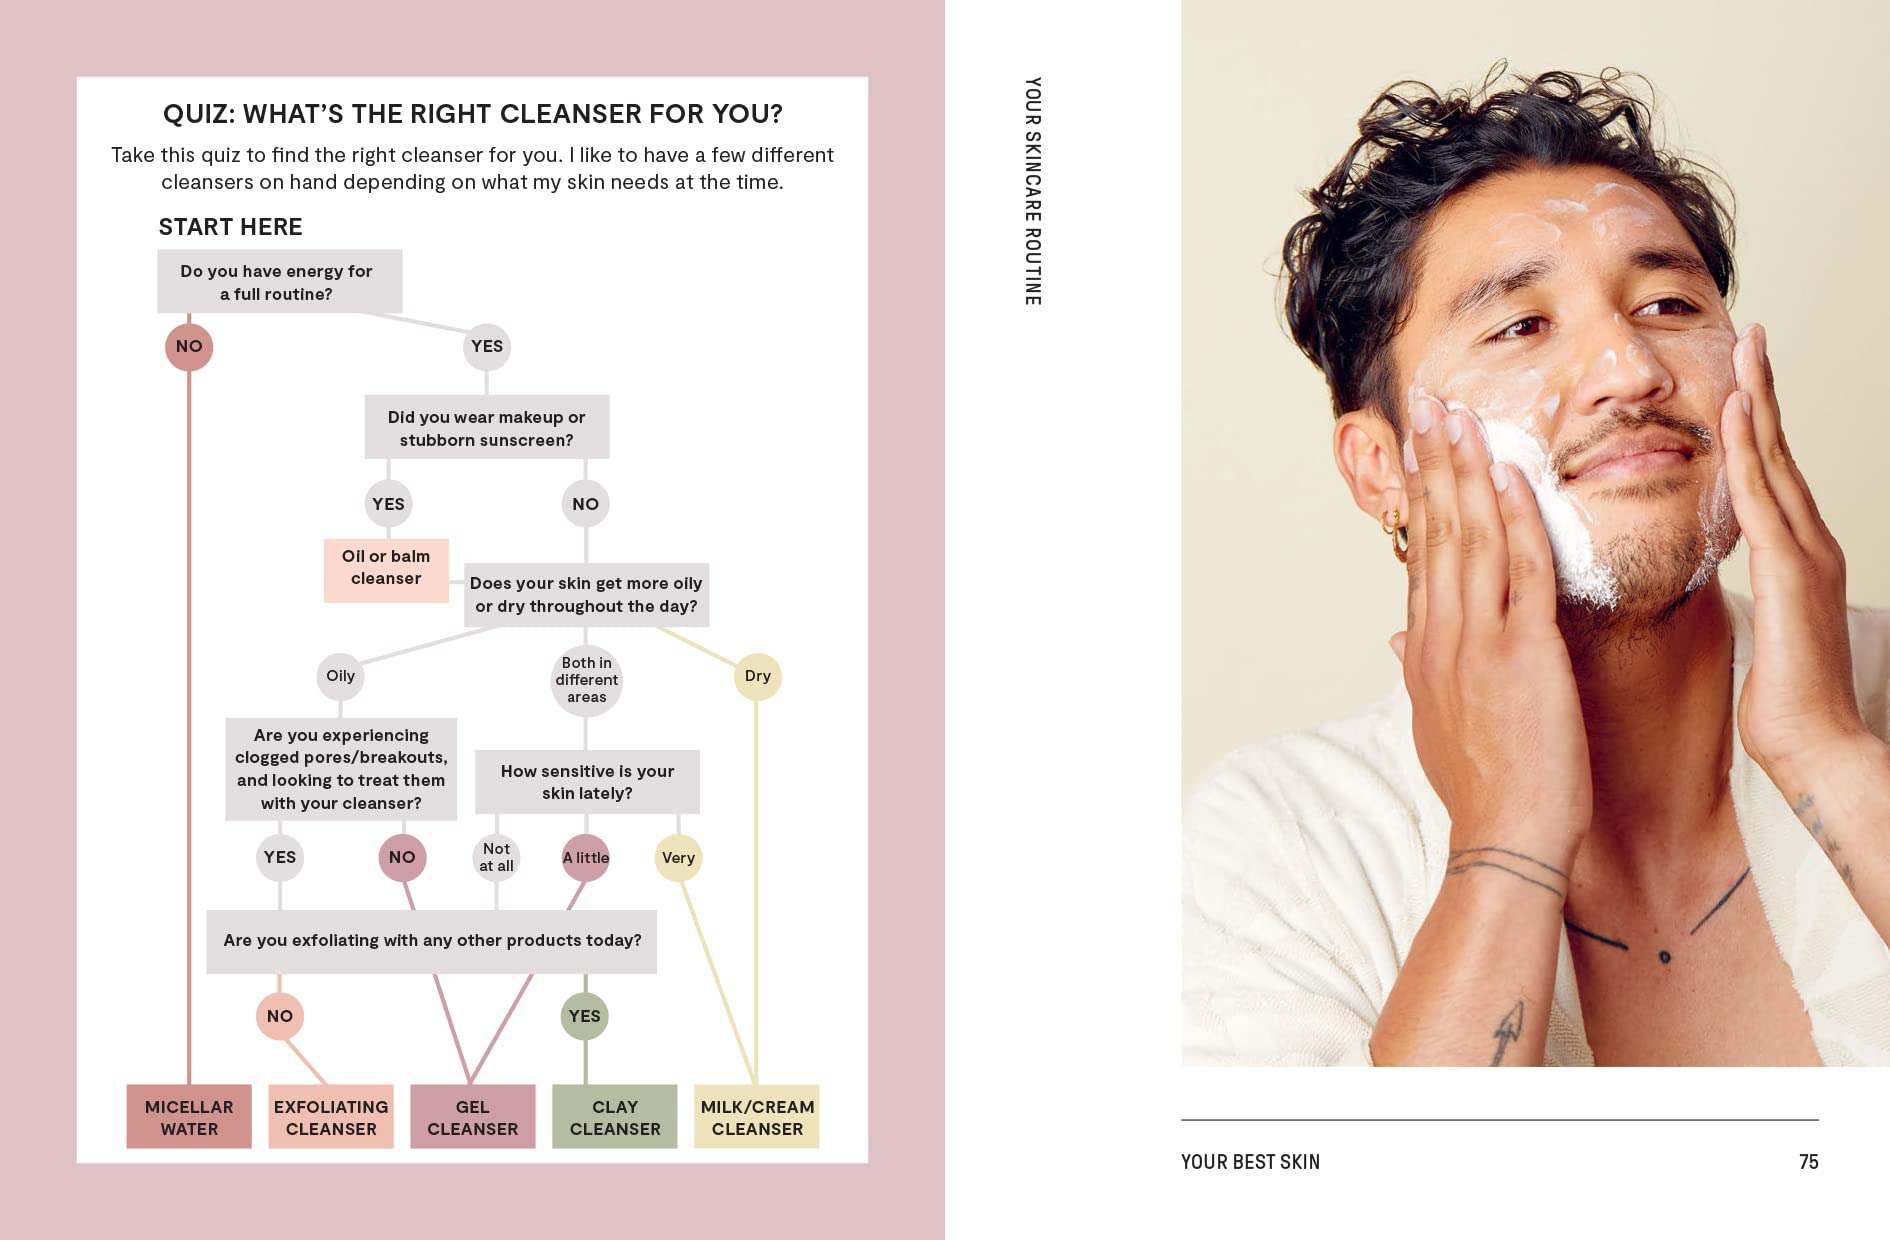 QUIZ: WHAT'S THE RIGHT CLEANSER FOR YOU?
Take this quiz to find the right cleanser for you. I like to have a few different
cleansers on hand depending on what my skin needs at the time.
START HERE
Do you have energy for
a full routine?
NO
YES
Did you wear makeup or
stubborn sunscreen?
YES
NO
Oil or balm
cleanser
Does your skin get more oily
or dry throughout the day?
Oily
Both in
different
areas
Dry
Are you experiencing
clogged pores/breakouts,
and looking to treat them
with your cleanser?
How sensitive is your
skin lately?
YES
NO
Not
at all
A little
Very
Are you exfoliating with any other products today?
NO
YES
MICELLAR
WATER
EXFOLIATING
CLEANSER
GEL
CLEANSER
CLAY
CLEANSER
MILK/CREAM
CLEANSER
YOUR SKINCARE ROUTINE
YOUR BEST SKIN
75